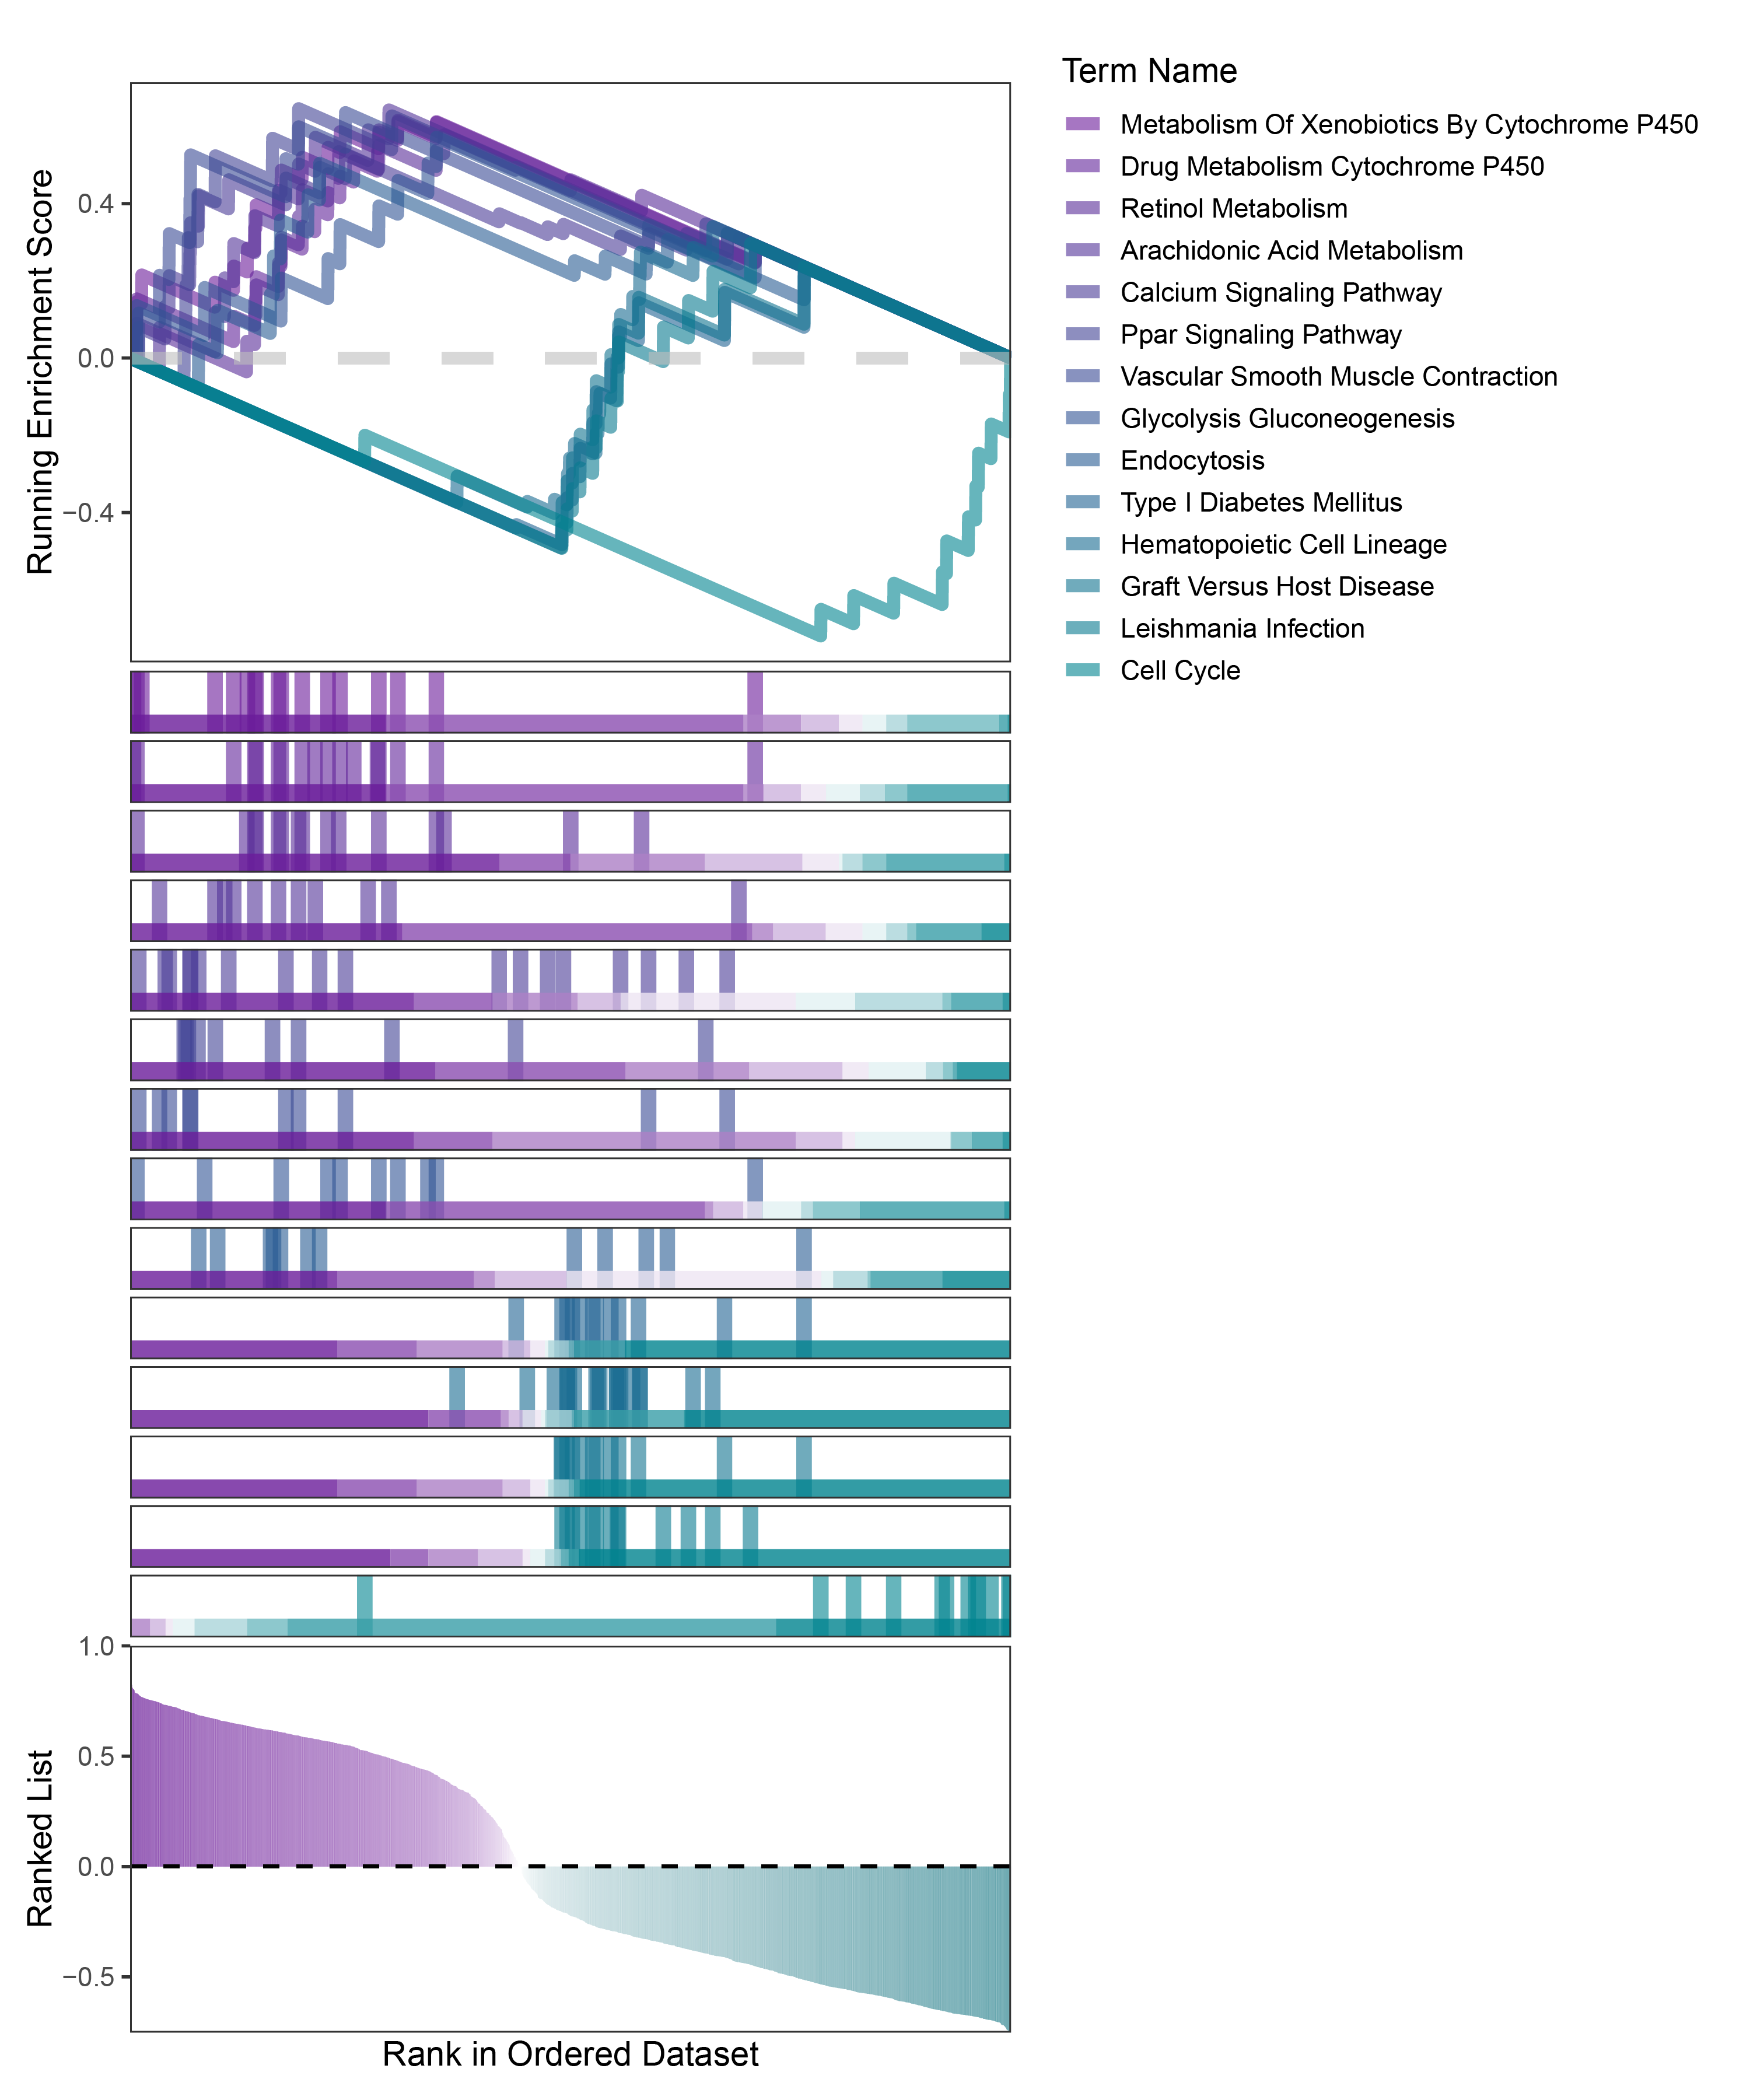 Term Name
Metabolism Of Xenobiotics By Cytochrome P450
Drug Metabolism Cytochrome P450
Retinol Metabolism
Arachidonic Acid Metabolism
Calcium Signaling Pathway
Ppar Signaling Pathway
Vascular Smooth Muscle Contraction
Glycolysis Gluconeogenesis
Endocytosis
Type I Diabetes Mellitus
Hematopoietic Cell Lineage
Graft Versus Host Disease
Leishmania Infection
Cell Cycle
Running Enrichment Score
0.4
0.0
−0.4
Ranked List
1.0
0.5
0.0
−0.5
Rank in Ordered Dataset